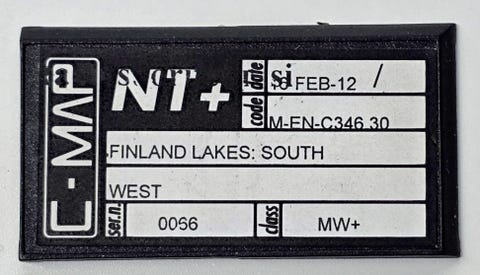 C-MAP
NT+
date 16-FEB-12 /
code M-EN-C346.30
FINLAND LAKES: SOUTH
WEST
ser.n. 0066 class MW+